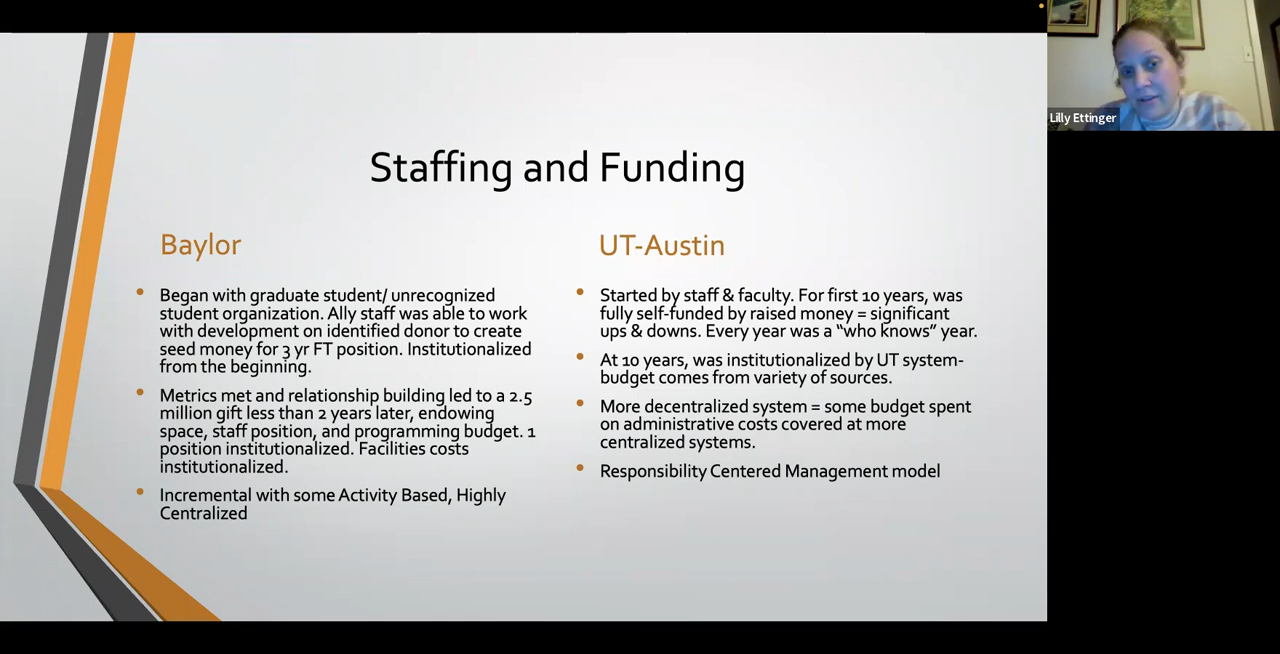 Staffing and Funding
Baylor
Began with graduate student/ unrecognized
student organization. Ally staff was able to work
with development on identified donor to create
seed money for 3 yr FT position. Institutionalized
from the beginning.
Metrics met and relationship building led to a 2.5
million gift less than 2 years later, endowing
space, staff position, and programming budget. 1
position institutionalized. Facilities costs
institutionalized.
Incremental with some Activity Based, Highly
Centralized
UT-Austin
Started by staff & faculty. For first 10 years, was
fully self-funded by raised money = significant
ups & downs. Every year was a “who knows” year.
At 10 years, was institutionalized by UT system-
budget comes from variety of sources.
More decentralized system = some budget spent
on administrative costs covered at more
centralized systems.
Responsibility Centered Management model
Lilly Ettinger